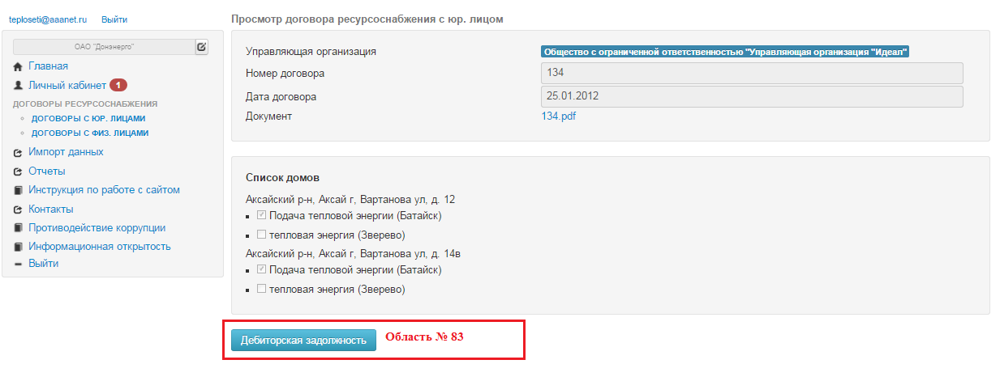 teploseti@aaanet.ru Выйти
ОАО "Донэнерго"
Главная
Личный кабинет 1
ДОГОВОРЫ РЕСУРСОСНАБЖЕНИЯ
ДОГОВОРЫ С ЮР. ЛИЦАМИ
ДОГОВОРЫ С ФИЗ. ЛИЦАМИ
Импорт данных
Отчеты
Инструкция по работе с сайтом
Контакты
Противодействие коррупции
Информационная открытость
Выйти
Просмотр договора ресурсоснабжения с юр. лицом
Управляющая организация Общество с ограниченной ответственностью "Управляющая организация "Идеал"
Номер договора 134
Дата договора 25.01.2012
Документ 134.pdf
Список домов
Аксайский р-н, Аксай г, Вартанова ул, д. 12
Подача тепловой энергии (Батайск)
тепловая энергия (Зверево)
Аксайский р-н, Аксай г, Вартанова ул, д. 14в
Подача тепловой энергии (Батайск)
тепловая энергия (Зверево)
Дебиторская задолжность Область № 83